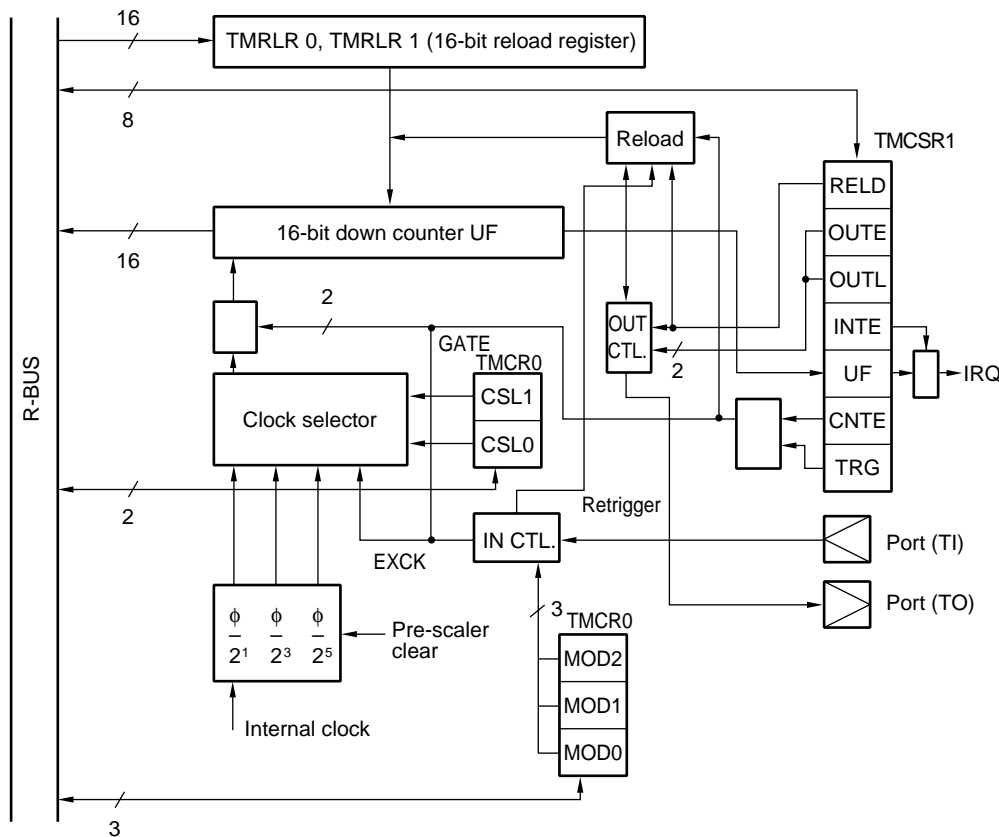 16
TMRLR 0, TMRLR 1 (16-bit reload register)
8
Reload
TMCSR1
RELD
16-bit down counter UF
16
OUTE
OUTL
2
OUT
CTL.
INTE
GATE
2
TMCR0
UF
IRQ
R-BUS
Clock selector
CSL1
CSL0
CNTE
TRG
2
Retrigger
EXCK
IN CTL.
Port (TI)
Port (TO)
3
TMCR0
φ
2¹
φ
2³
φ
2⁵
Pre-scaler
clear
MOD2
MOD1
MOD0
Internal clock
3